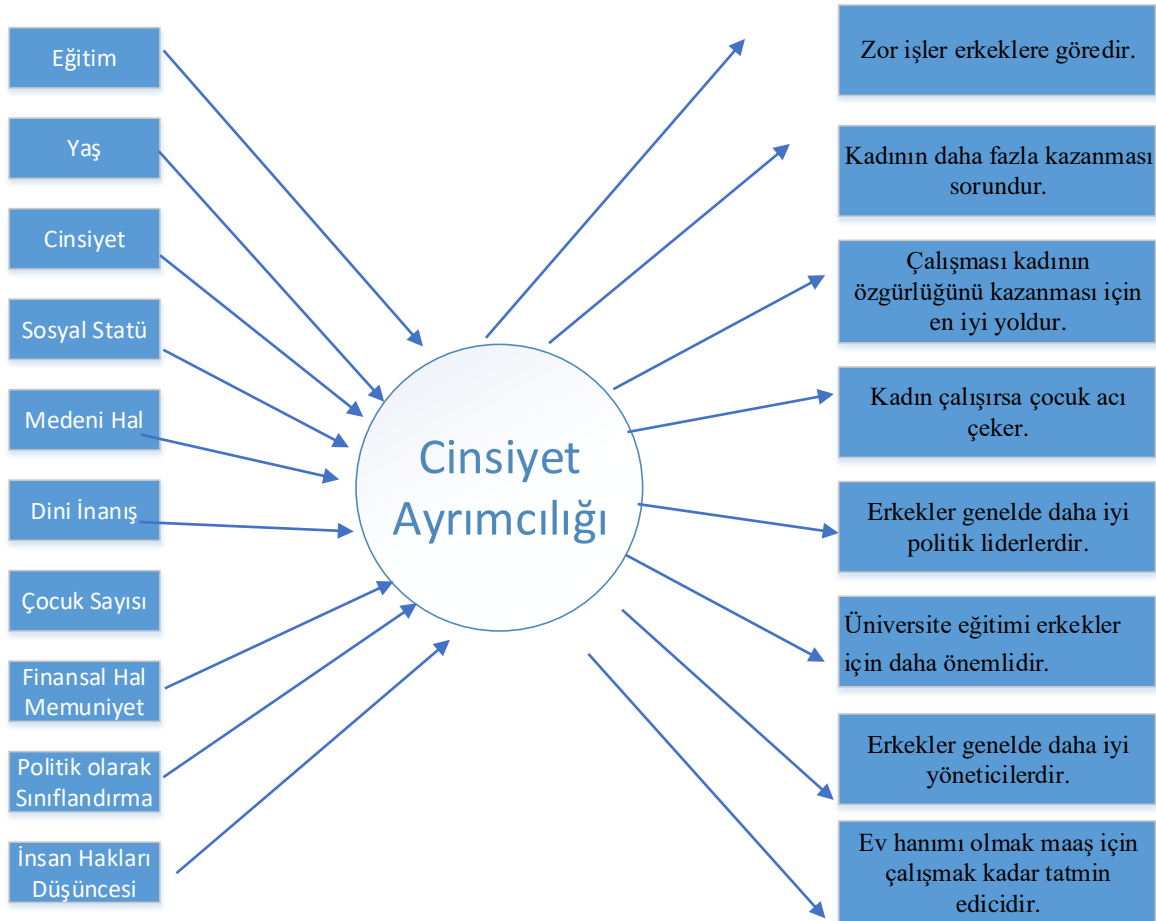 Eğitim
Yaş
Cinsiyet
Sosyal Statü
Medeni Hal
Dini İnanış
Çocuk Sayısı
Finansal Hal
Memuniyet
Politik olarak
Sınıflandırma
İnsan Hakları
Düşüncesi
Cinsiyet
Ayrımcılığı
Zor işler erkeklere göredir.
Kadının daha fazla kazanması
sorundur.
Çalışması kadının
özgürlüğünü kazanması için
en iyi yoldur.
Kadın çalışırsa çocuk acı
çeker.
Erkekler genelde daha iyi
politik liderlerdir.
Üniversite eğitimi erkekler
için daha önemlidir.
Erkekler genelde daha iyi
yöneticilerdir.
Ev hanımı olmak maaş için
çalışmak kadar tatmin
edicidir.